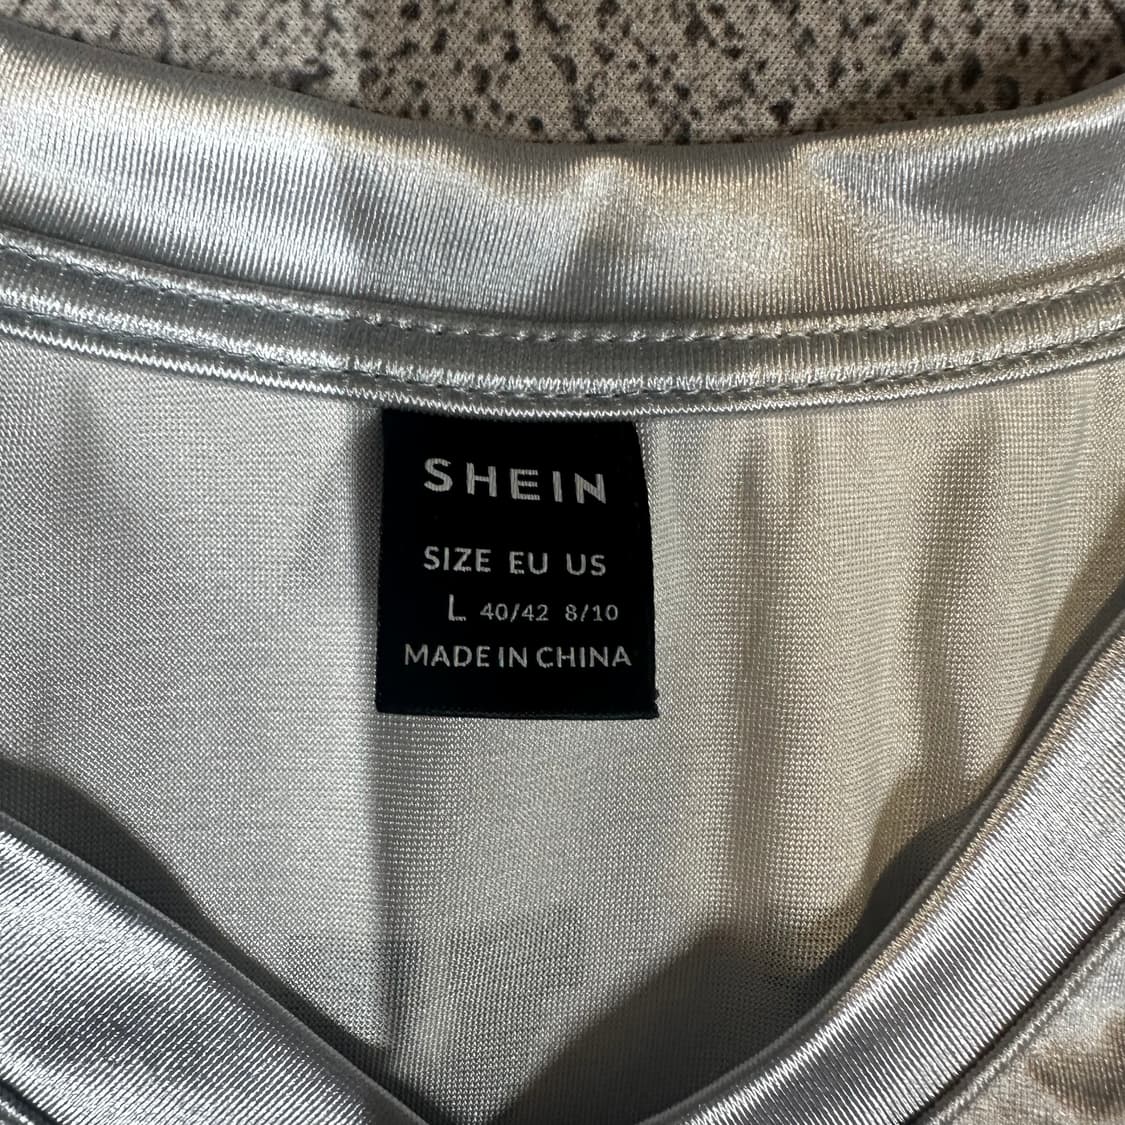 SHEIN
SIZE EU US
L 40/42 8/10
MADE IN CHINA